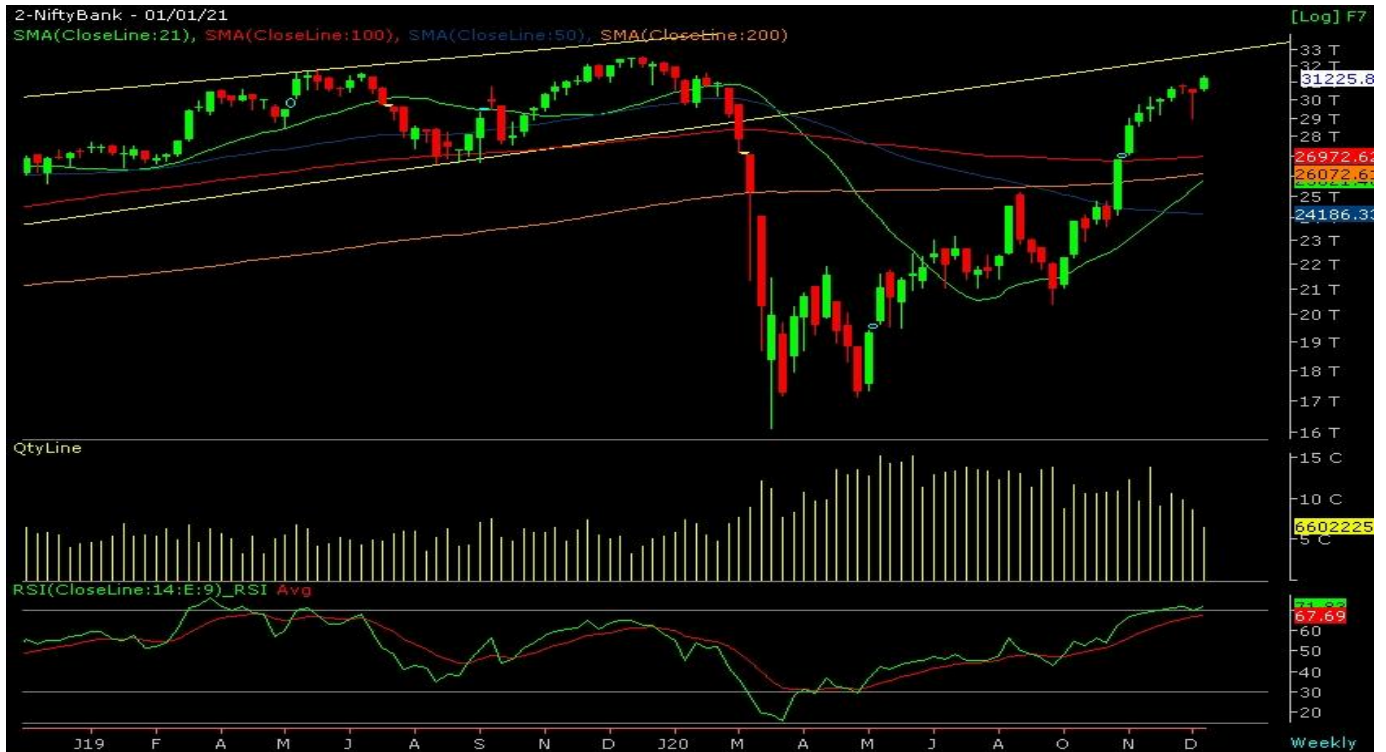 2-NiftyBank - 01/01/21
[Log] F7
SMA(CloseLine:21), SMA(CloseLine:100), SMA(CloseLine:50), SMA(CloseLine:200)
33 T
32 T
31225.8
30 T
29 T
28 T
26972.62
26072.61
25 T
24186.33
23 T
22 T
21 T
20 T
19 T
18 T
17 T
16 T
QtyLine
15 C
10 C
6602225
5 C
RSI(CloseLine:14:E:9)_RSI Avg
67.69
60
50
40
30
20
J19 F A M J A S N D J20 M A M J A O N D
Weekly